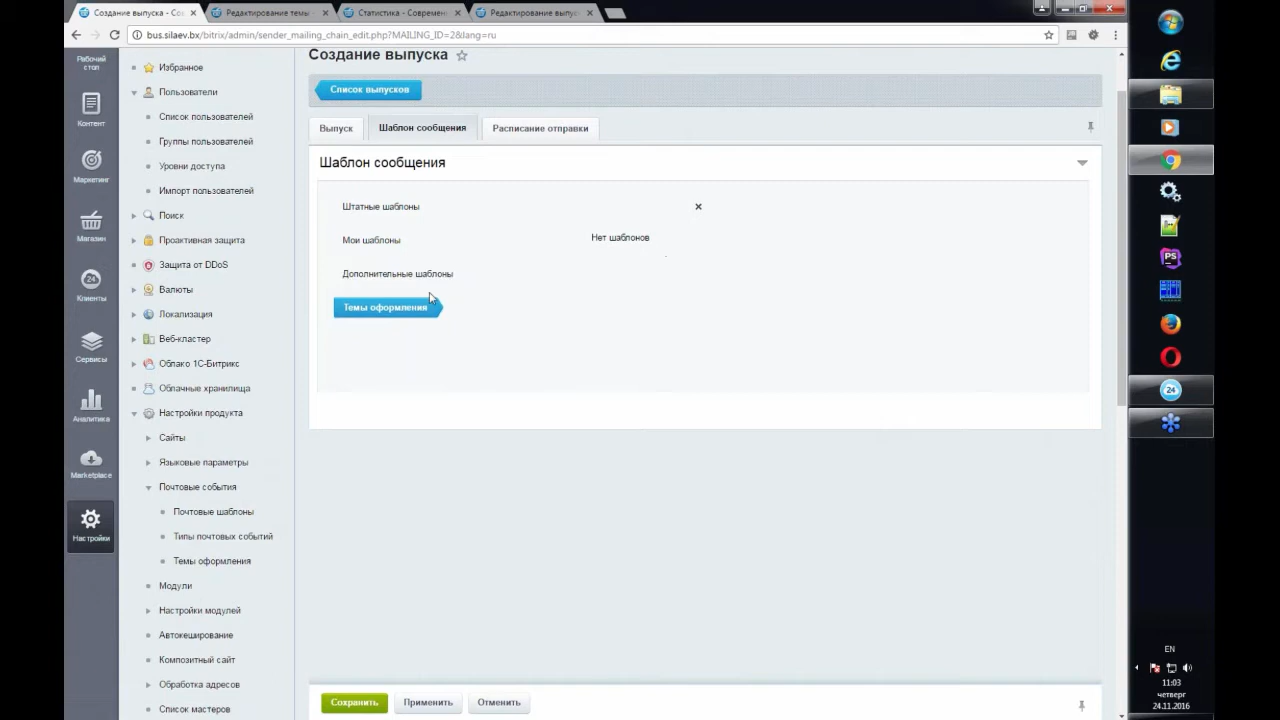 Создание выпуска - Сов
Редактирование темы
Статистика - Современ
Редактирование выпус
bus.silaev.bx/bitrix/admin/sender_mailing_chain_edit.php?MAILING_ID=2&lang=ru
Рабочий
стол
Контент
Маркетинг
Магазин
24
Клиенты
Сервисы
Аналитика
Marketplace
Настройки
Избранное
Пользователи
Список пользователей
Группы пользователей
Уровни доступа
Импорт пользователей
Поиск
Проактивная защита
Защита от DDoS
Валюты
Локализация
Веб-кластер
Облако 1С-Битрикс
Облачные хранилища
Настройки продукта
Сайты
Языковые параметры
Почтовые события
Почтовые шаблоны
Типы почтовых событий
Темы оформления
Модули
Настройки модулей
Автокеширование
Композитный сайт
Обработка адресов
Список мастеров
Создание выпуска
Список выпусков
Выпуск
Шаблон сообщения
Расписание отправки
Шаблон сообщения
Штатные шаблоны
Мои шаблоны
Нет шаблонов
Дополнительные шаблоны
Темы оформления
Сохранить
Применить
Отменить
PS
24
EN
11:03
четверг
24.11.2016